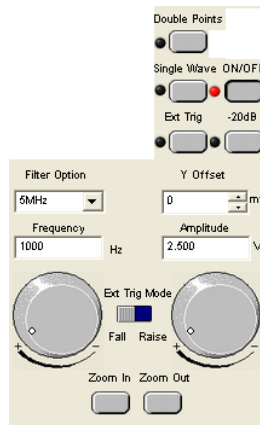 Double Points
Single Wave ON/OFF
Ext Trig -20dB
Filter Option Y Offset
5MHz 0 m
Frequency Amplitude
1000 Hz 2.500 V
Ext Trig Mode
Fall Raise
+ - + -
Zoom In Zoom Out